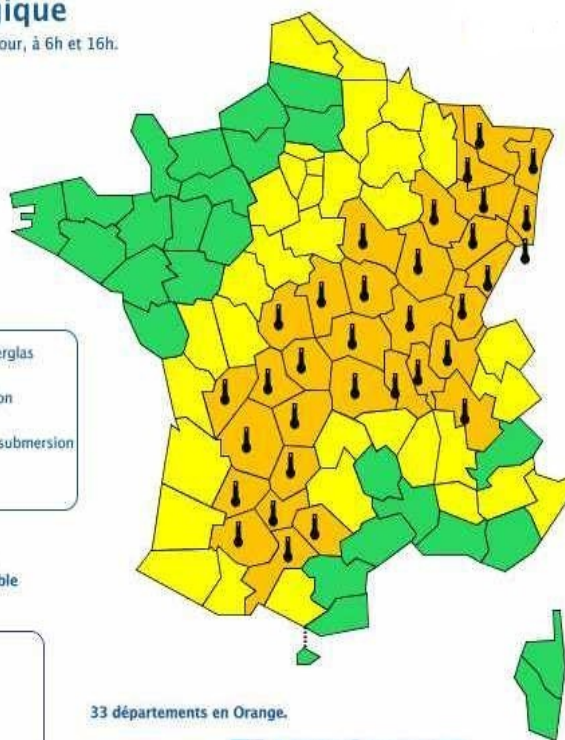 ique
our, à 6h et 16h.
erglas
on
submersion
ble
33 départements en Orange.